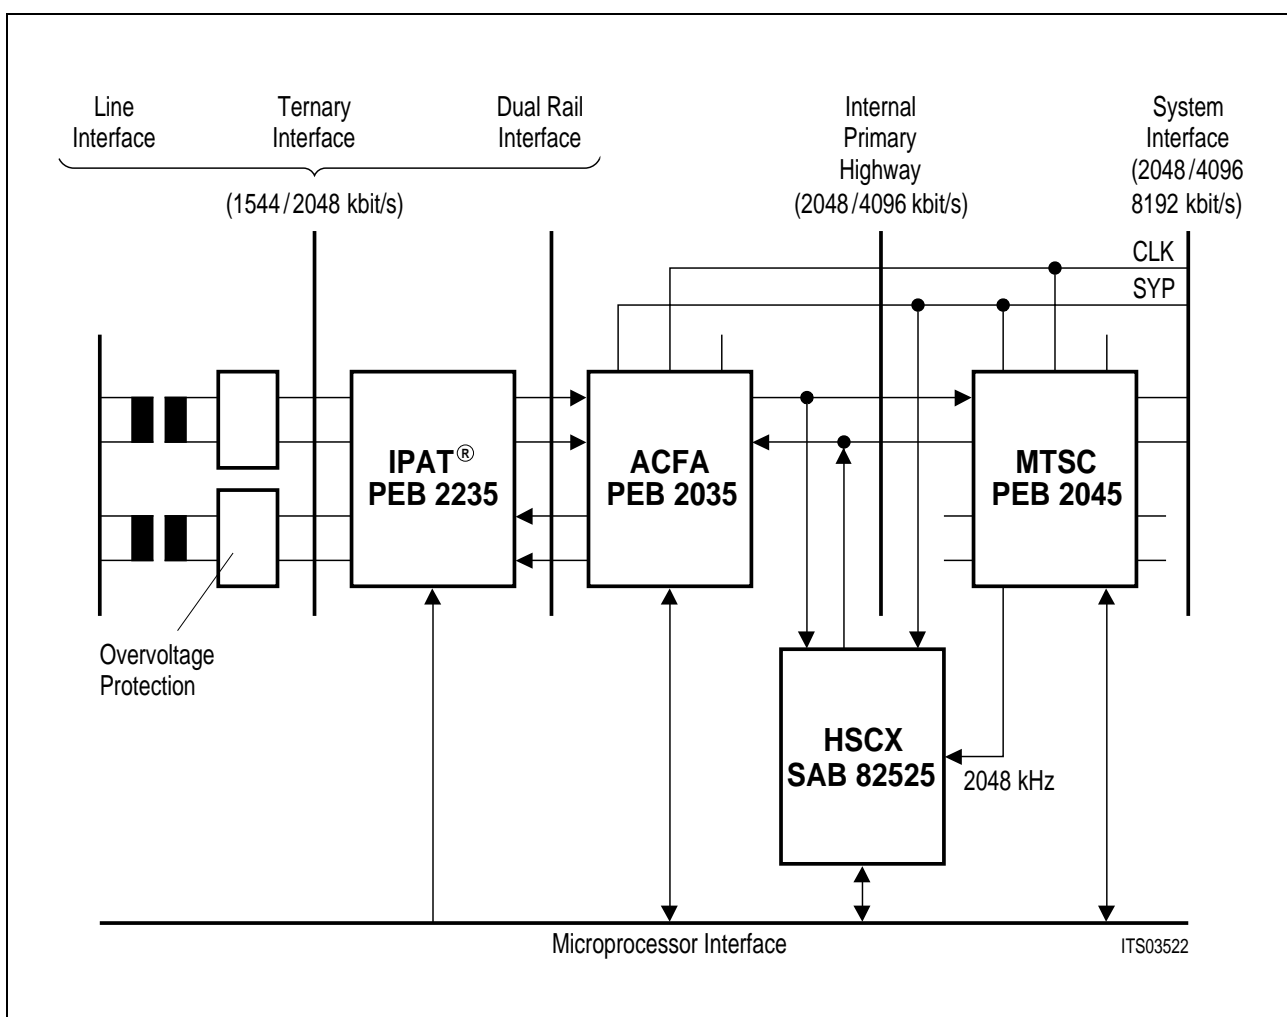 Line
Interface
Ternary
Interface
Dual Rail
Interface
(1544/2048 kbit/s)
Internal
Primary
Highway
(2048/4096 kbit/s)
System
Interface
(2048/4096
8192 kbit/s)
CLK
SYP
IPAT®
PEB 2235
ACFA
PEB 2035
MTSC
PEB 2045
Overvoltage
Protection
HSCX
SAB 82525
2048 kHz
Microprocessor Interface
ITS03522